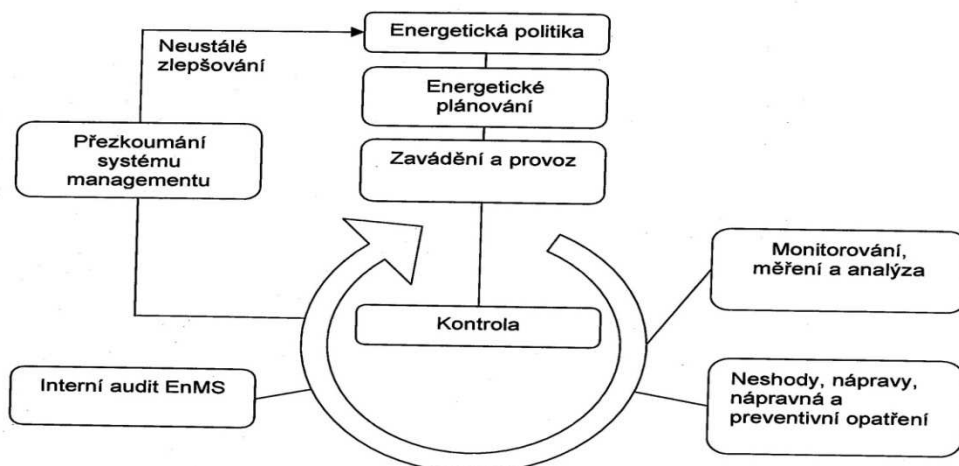 Neustálé
zlepšování
Energetická politika
Energetické
plánování
Přezkoumání
systému
managementu
Zavádění a provoz
Monitorování,
měření a analýza
Kontrola
Interní audit EnMS
Neshody, nápravy,
nápravná a
preventivní opatření